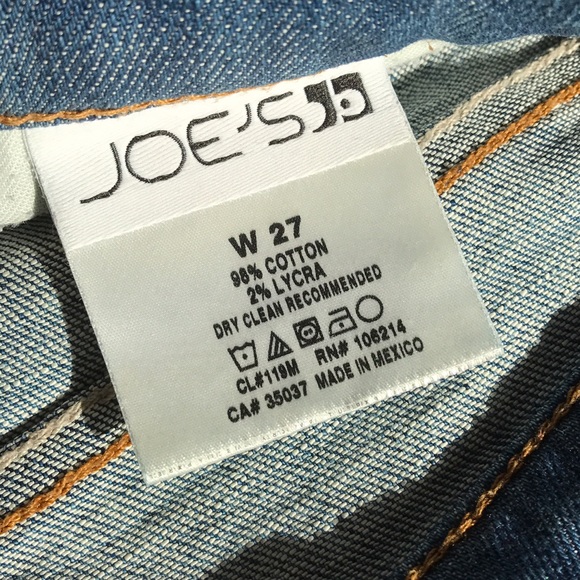 JOE'S
W 27
98% COTTON
2% LYCRA
DRY CLEAN RECOMMENDED
CL#119M RN# 106214
CA# 35037 MADE IN MEXICO